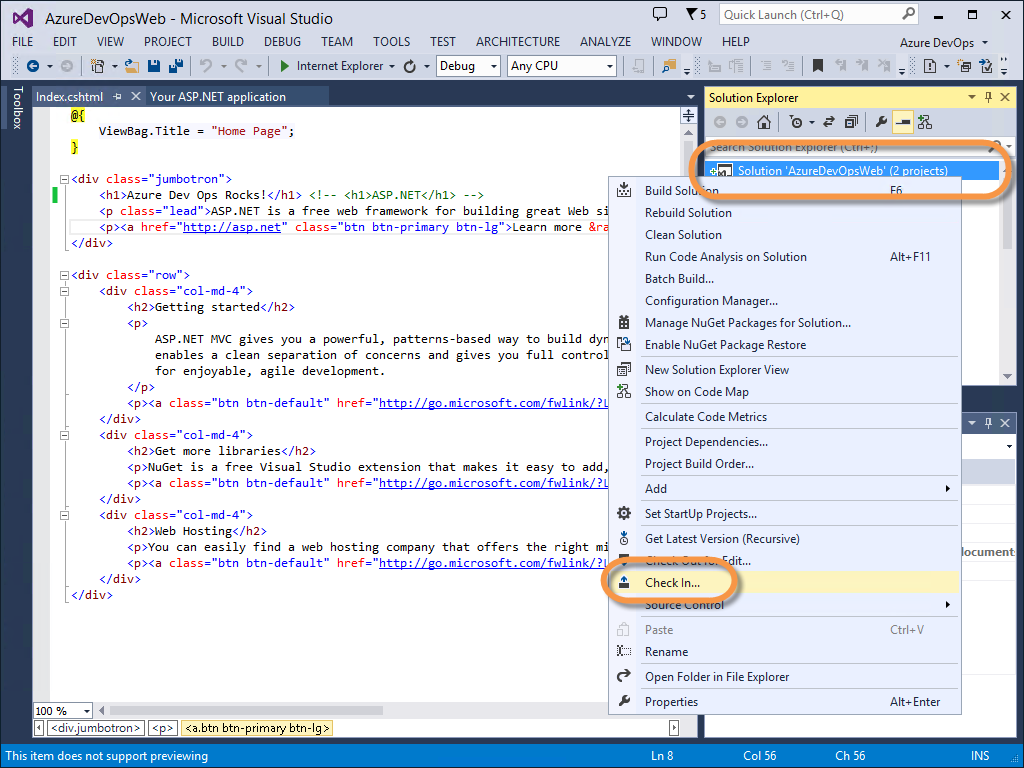 AzureDevOpsWeb - Microsoft Visual Studio
5
Quick Launch (Ctrl+Q)
FILE EDIT VIEW PROJECT BUILD DEBUG TEAM TOOLS TEST ARCHITECTURE ANALYZE WINDOW HELP
Azure DevOps
Internet Explorer
Debug
Any CPU
Toolbox
Index.cshtml
Your ASP.NET application
@{
ViewBag.Title = "Home Page";
}
<div class="jumbotron">
<h1>Azure Dev Ops Rocks!</h1> <!-- <h1>ASP.NET</h1> -->
<p class="lead">ASP.NET is a free web framework for building great Web si
<p><a href="http://asp.net" class="btn btn-primary btn-lg">Learn more &ra
</div>
<div class="row">
<div class="col-md-4">
<h2>Getting started</h2>
<p>
ASP.NET MVC gives you a powerful, patterns-based way to build dyn
enables a clean separation of concerns and gives you full control
for enjoyable, agile development.
</p>
<p><a class="btn btn-default" href="http://go.microsoft.com/fwlink/?L
</div>
<div class="col-md-4">
<h2>Get more libraries</h2>
<p>NuGet is a free Visual Studio extension that makes it easy to add,
<p><a class="btn btn-default" href="http://go.microsoft.com/fwlink/?L
</div>
<div class="col-md-4">
<h2>Web Hosting</h2>
<p>You can easily find a web hosting company that offers the right mi
<p><a class="btn btn-default" href="http://go.microsoft.com/fwlink/?L
</div>
</div>
100 %
<div.jumbotron> <p> <a.btn btn-primary btn-lg>
Solution Explorer
Search Solution Explorer (Ctrl+;)
Solution 'AzureDevOpsWeb' (2 projects)
Build Solution F6
Rebuild Solution
Clean Solution
Run Code Analysis on Solution Alt+F11
Batch Build...
Configuration Manager...
Manage NuGet Packages for Solution...
Enable NuGet Package Restore
New Solution Explorer View
Show on Code Map
Calculate Code Metrics
Project Dependencies...
Project Build Order...
Add
Set StartUp Projects...
Get Latest Version (Recursive)
Check Out for Edit...
Check In...
Source Control
Paste Ctrl+V
Rename
Open Folder in File Explorer
Properties Alt+Enter
document
This item does not support previewing
Ln 8
Col 56
Ch 56
INS